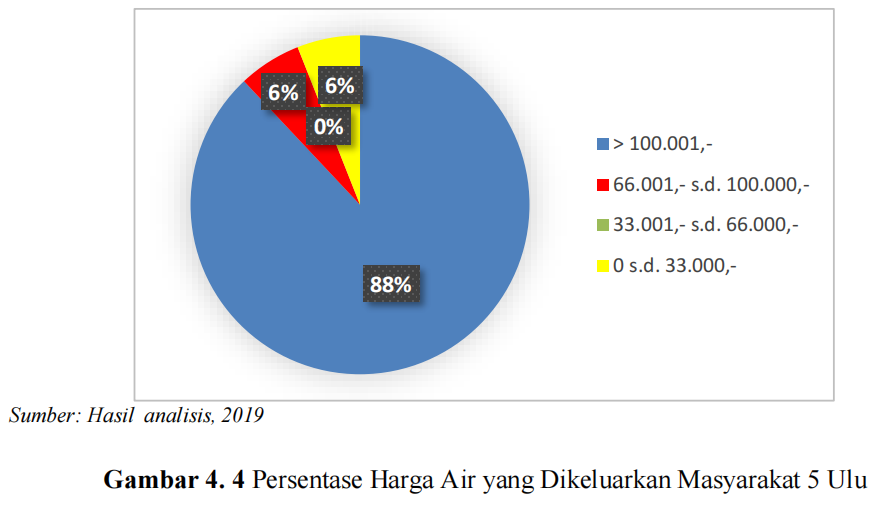 6%
6%
0%
88%
> 100.001,-
66.001,- s.d. 100.000,-
33.001,- s.d. 66.000,-
0 s.d. 33.000,-
Sumber: Hasil analisis, 2019
Gambar 4. 4 Persentase Harga Air yang Dikeluarkan Masyarakat 5 Ulu